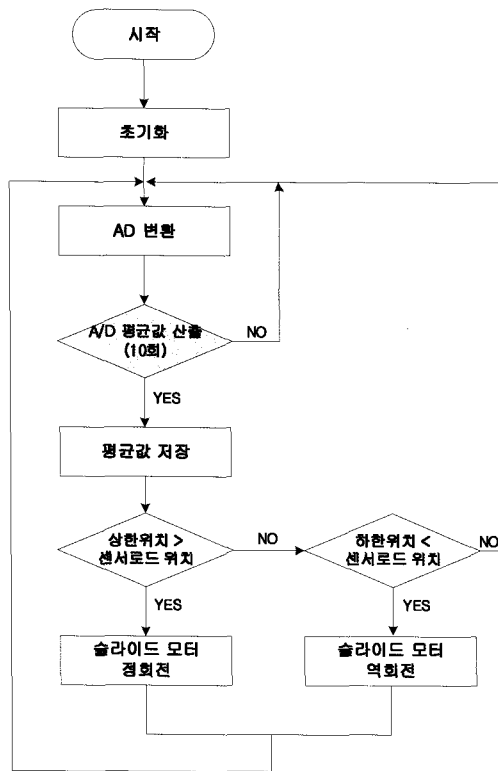 시작
초기화
AD 변환
A/D 평균값 산출
(10회)
NO
YES
평균값 저장
상한위치 >
센서로드 위치
NO
하한위치 <
센서로드 위치
NO
YES
YES
슬라이드 모터
정회전
슬라이드 모터
역회전